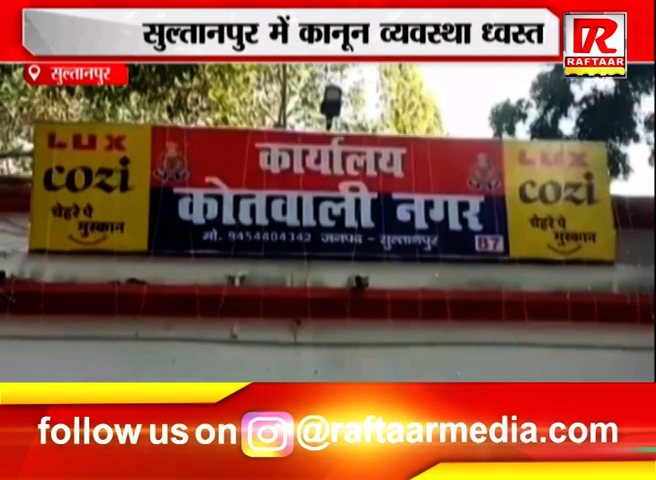 सुल्तानपुर में कानून व्यवस्था ध्वस्त
R
RAFTAAR
सुल्तानपुर
LUX
cozi
चेहरे पे
मुस्कान
कार्यालय
कोतवाली नगर
मो. 9454404342 जनपद - सुल्तानपुर
87
LUX
cozi
चेहरे पे
मुस्कान
follow us on @raftaarmedia.com